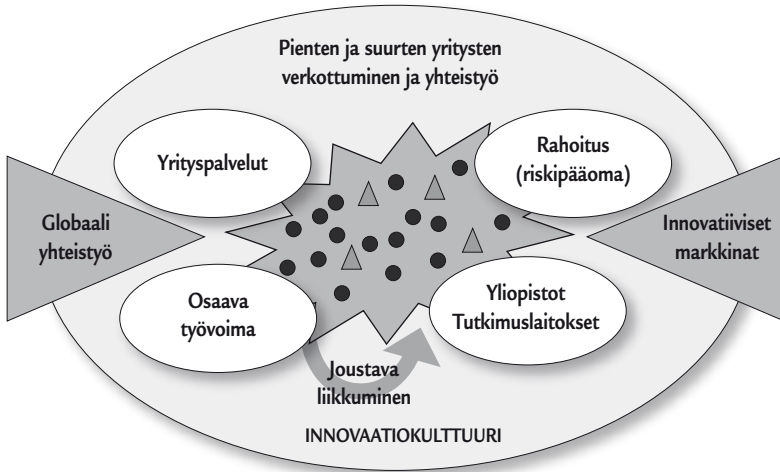 Pienten ja suurten yritysten
verkottuminen ja yhteistyö
Yrityspalvelut
Rahoitus
(riskipääoma)
Globaali
yhteistyö
Innovatiiviset
markkinat
Osaava
työvoima
Yliopistot
Tutkimuslaitokset
Joustava
liikkuminen
INNOVAATIOKULTTUURI